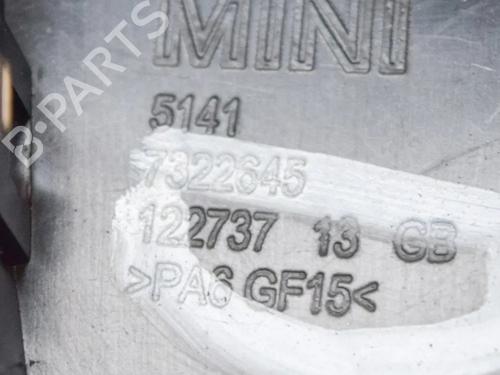 B-PARTS
MINI
5141
7322645
122737 13 GB
>PA6 GF15<